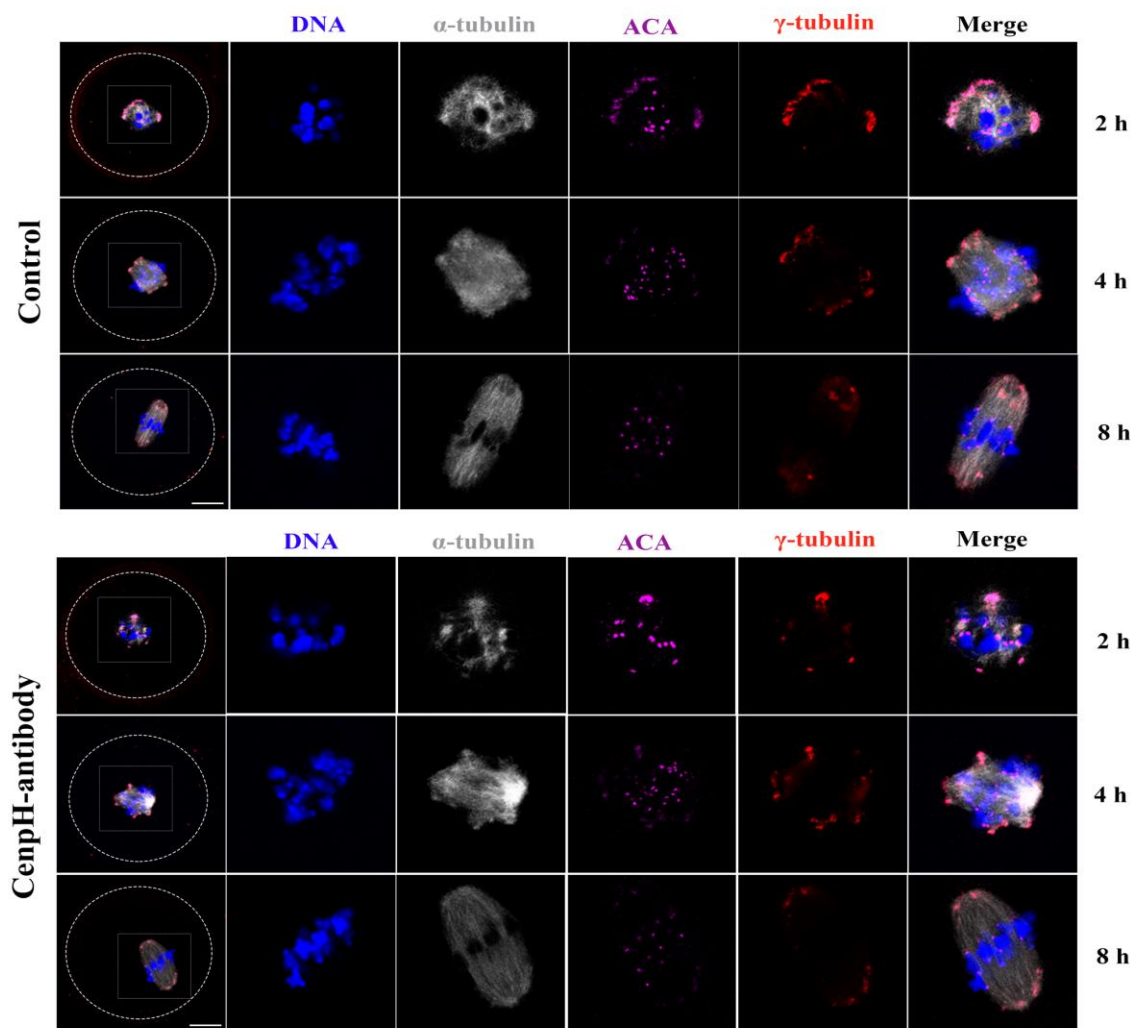 DNA α-tubulin ACA γ-tubulin Merge
Control
2 h
4 h
8 h
DNA α-tubulin ACA γ-tubulin Merge
CenpH-antibody
2 h
4 h
8 h